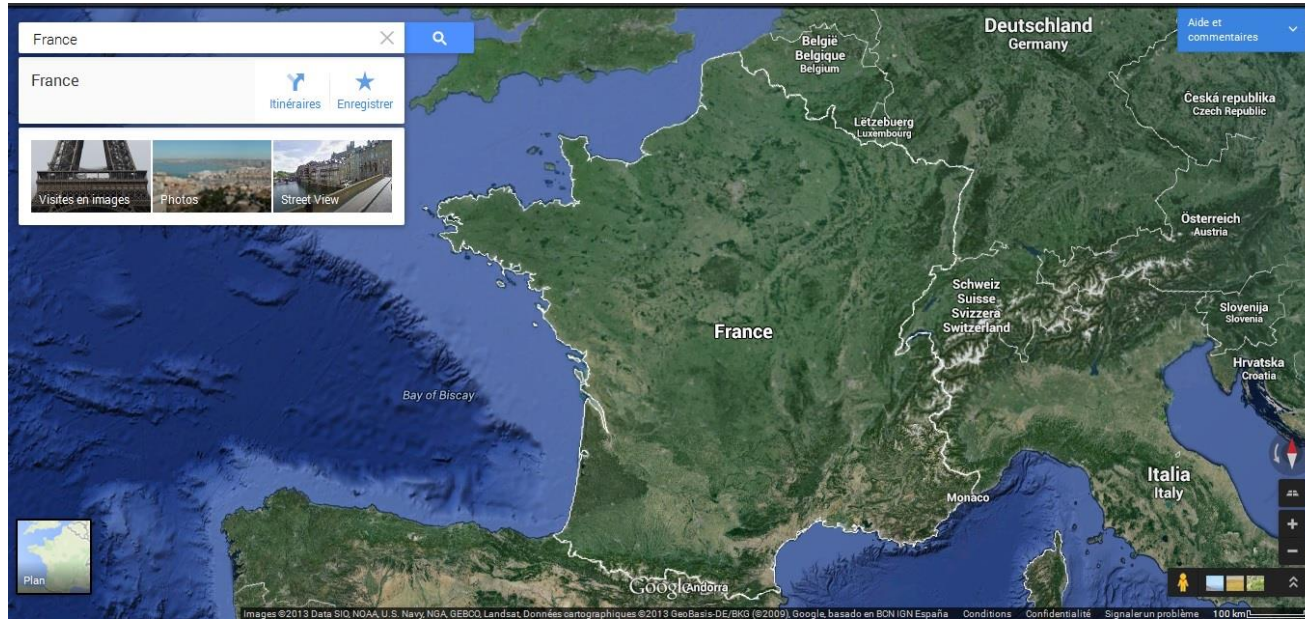 France
France
Itinéraires
Enregistrer
Visites en images
Photos
Street View
Aide et
commentaires
Deutschland
Germany
België
Belgique
Belgium
Lëtzebuerg
Luxembourg
Česká republika
Czech Republic
Österreich
Austria
Schweiz
Suisse
Svizzera
Switzerland
Slovenija
Slovenia
Hrvatska
Croatia
France
Bay of Biscay
Italia
Italy
Monaco
Andorra
Plan
Google
Images ©2013 Data SIO, NOAA, U.S. Navy, NGA, GEBCO, Landsat, Données cartographiques ©2013 GeoBasis-DE/BKG (©2009), Google, basado en BCN IGN España
Conditions
Confidentialité
Signaler un problème
100 km